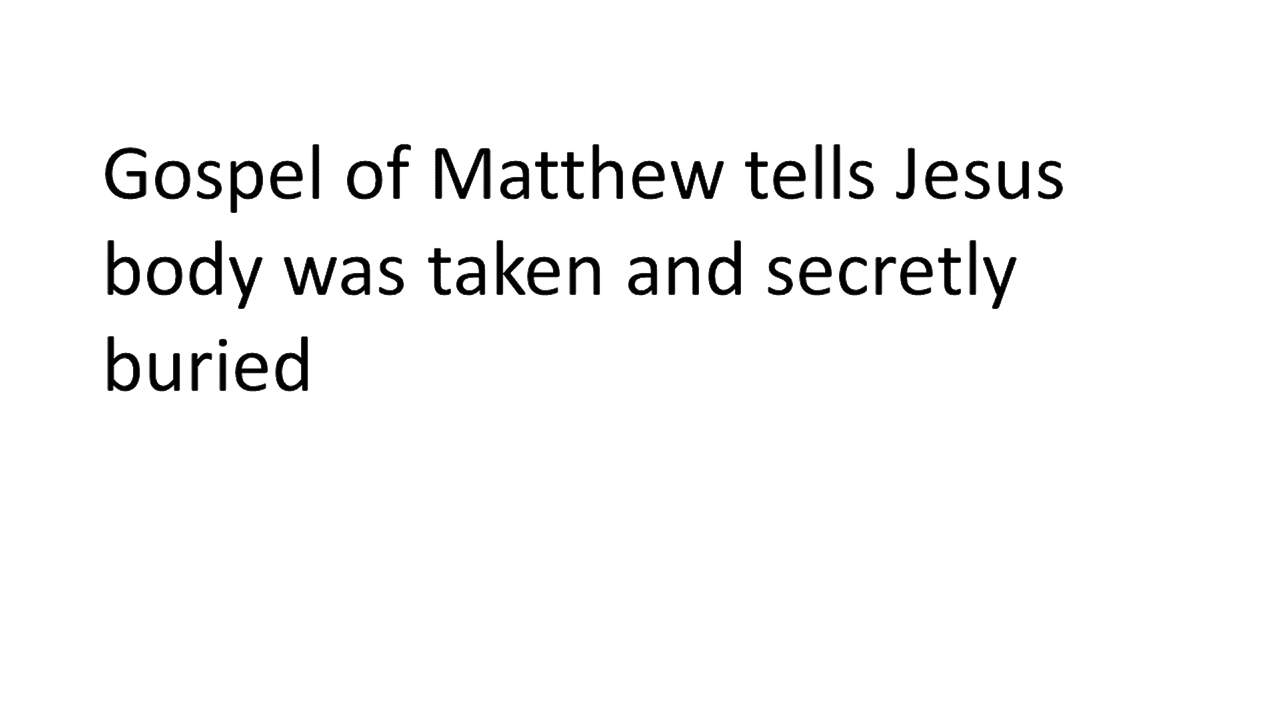 Gospel of Matthew tells Jesus
body was taken and secretly
buried